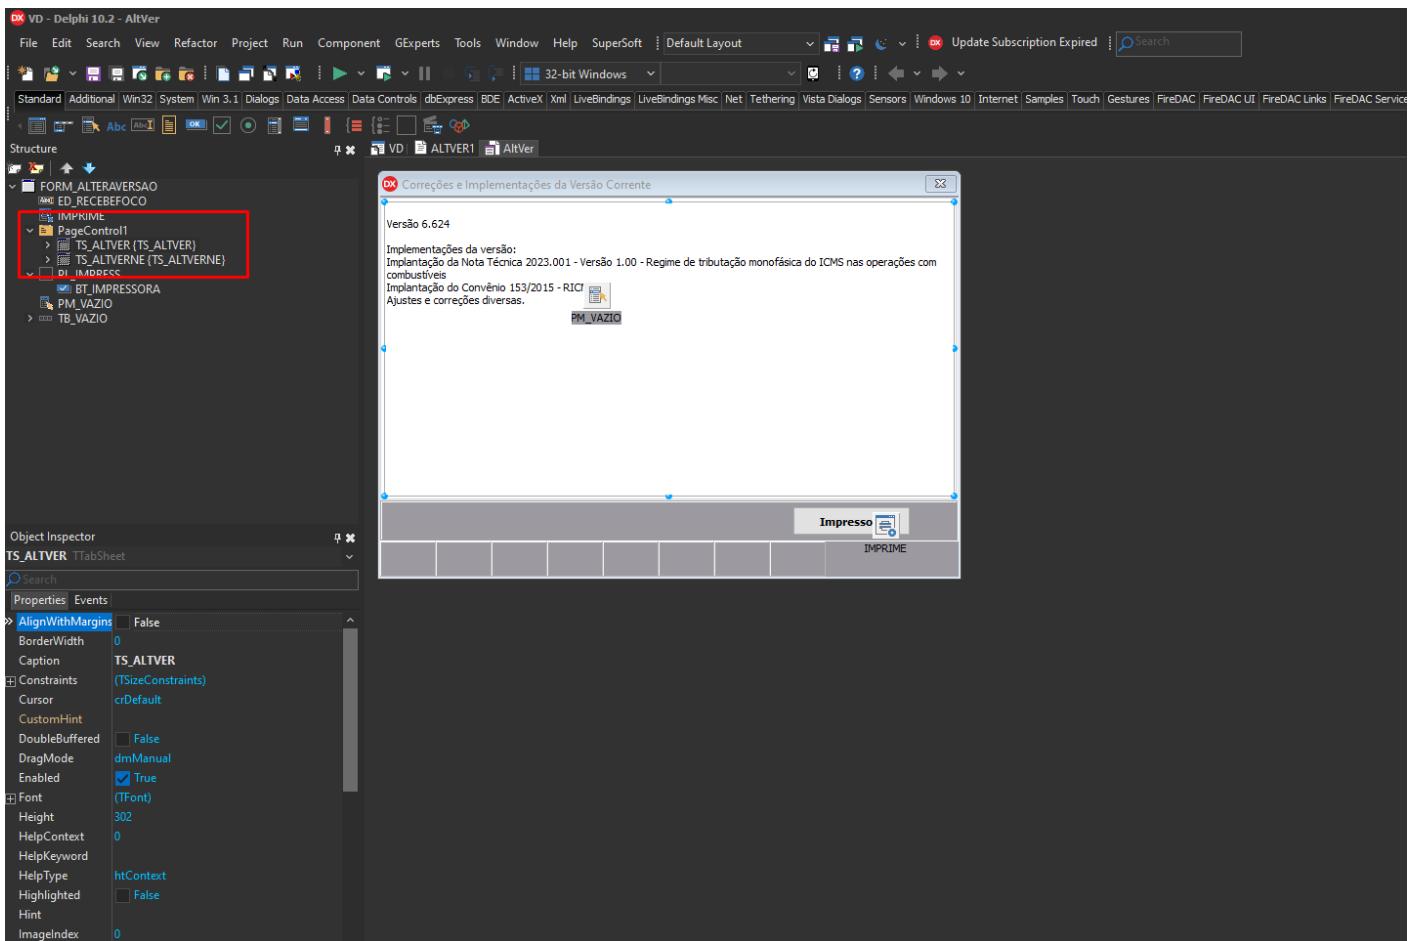 VD - Delphi 10.2 - AltVer
File Edit Search View Refactor Project Run Component GExperts Tools Window Help SuperSoft Default Layout Update Subscription Expired Search
32-bit Windows
Standard Additional Win32 System Win 3.1 Dialogs Data Access Data Controls dbExpress BDE ActiveX Xml LiveBindings LiveBindings Misc Net Tethering Vista Dialogs Sensors Windows 10 Internet Samples Touch Gestures FireDAC FireDAC UI FireDAC Links FireDAC Service
Structure
VD ALTVER1 AltVer
FORM_ALTERAVERSAO
ED_RECEBEFOCO
IMPRIME
PageControl1
TS_ALTVER {TS_ALTVER}
TS_ALTVERNE {TS_ALTVERNE}
PL_IMPRESS
BT_IMPRESSORA
PM_VAZIO
TB_VAZIO
Correções e Implementações da Versão Corrente
Versão 6.624
Implementações da versão:
Implantação da Nota Técnica 2023.001 - Versão 1.00 - Regime de tributação monofásica do ICMS nas operações com
combustíveis
Implantação do Convênio 153/2015 -
Ajustes e correções diversas.
PM_VAZIO
Impresso
IMPRIME
Object Inspector
TS_ALTVER TTabSheet
Search
Properties Events
AlignWithMargins False
BorderWidth 0
Caption TS_ALTVER
Constraints (TSizeConstraints)
Cursor crDefault
CustomHint
DoubleBuffered False
DragMode dmManual
Enabled True
Font (TFont)
Height 302
HelpContext 0
HelpKeyword
HelpType htContext
Highlighted False
Hint
ImageIndex 0